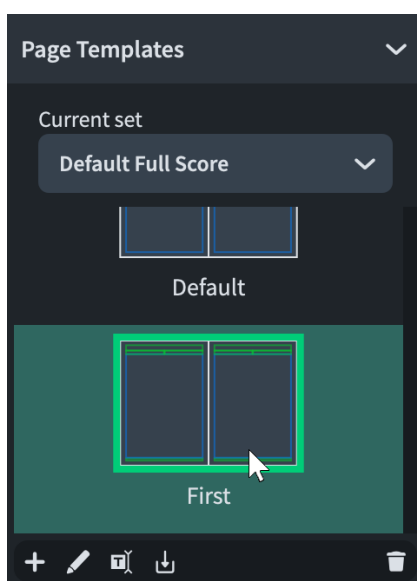 Page Templates
Current set
Default Full Score
Default
First